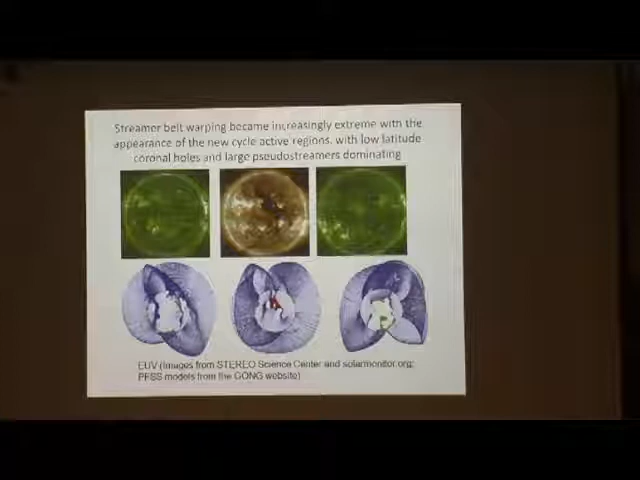 Streamer belt warping became increasingly extreme with the
appearance of the new cycle active regions, with low latitude
coronal holes and large pseudostreamers dominating
EUV (Images from STEREO Science Center and solarmonitor.org;
PFSS models from the GONG website)